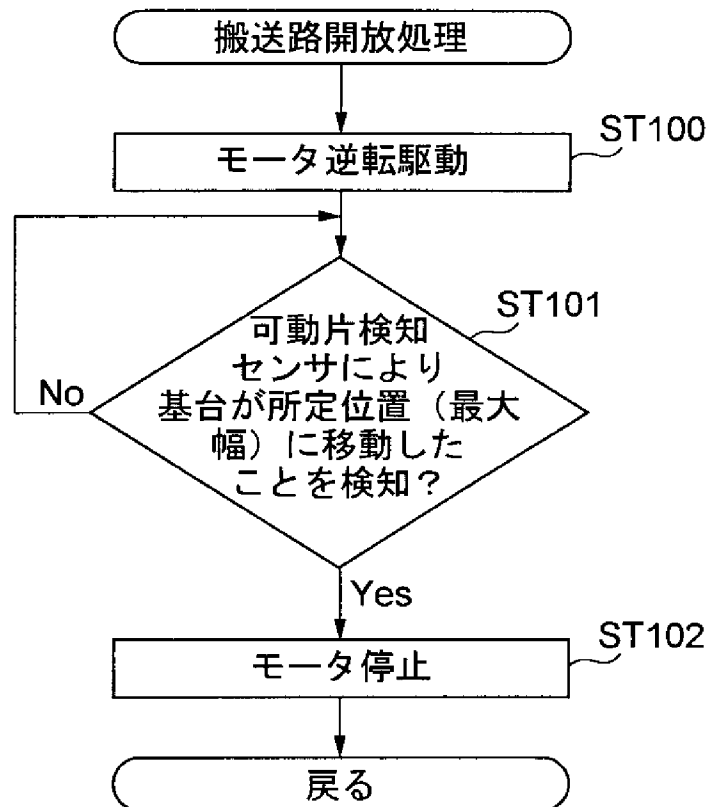 搬送路開放処理
モータ逆転駆動
ST100
可動片検知
センサにより
基台が所定位置（最大
幅）に移動した
ことを検知？
ST101
No
Yes
モータ停止
ST102
戻る